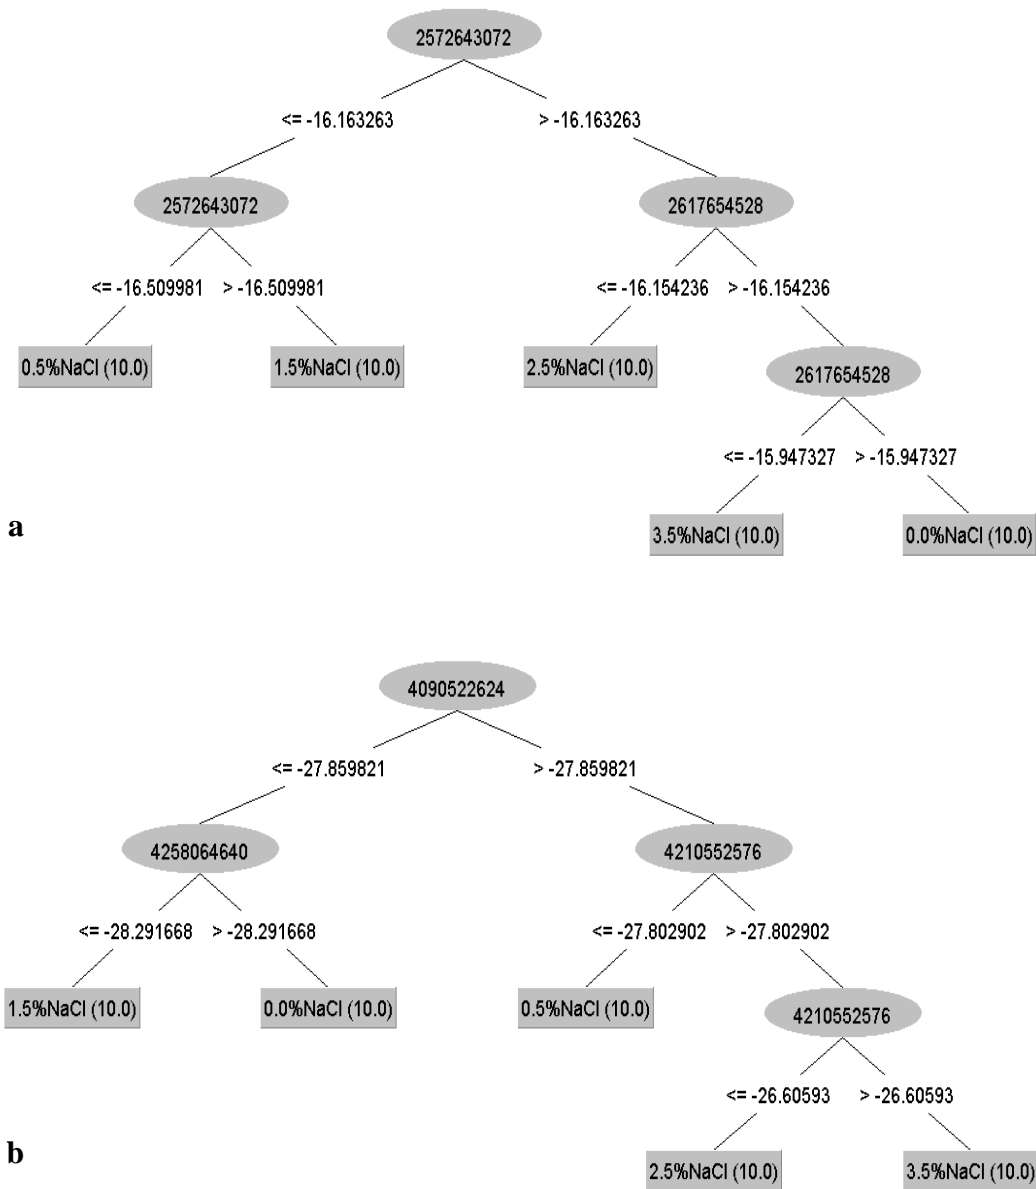 2572643072
<= -16.163263 > -16.163263
2572643072 2617654528
<= -16.509981 > -16.509981 <= -16.154236 > -16.154236
0.5%NaCl (10.0) 1.5%NaCl (10.0) 2.5%NaCl (10.0) 2617654528
<= -15.947327 > -15.947327
a 3.5%NaCl (10.0) 0.0%NaCl (10.0)
4090522624
<= -27.859821 > -27.859821
4258064640 4210552576
<= -28.291668 > -28.291668 <= -27.802902 > -27.802902
1.5%NaCl (10.0) 0.0%NaCl (10.0) 0.5%NaCl (10.0) 4210552576
<= -26.60593 > -26.60593
b 2.5%NaCl (10.0) 3.5%NaCl (10.0)